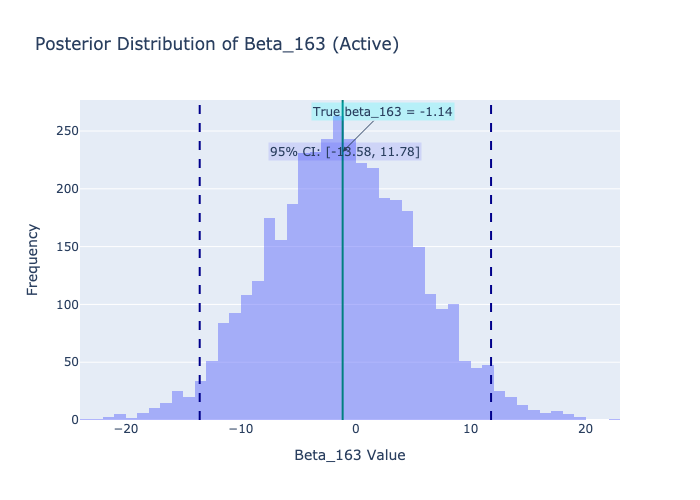 Posterior Distribution of Beta_163 (Active)
True beta_163 = -1.14
95% CI: [-13.58, 11.78]
250
200
150
100
50
0
Frequency
−20
−10
0
10
20
Beta_163 Value